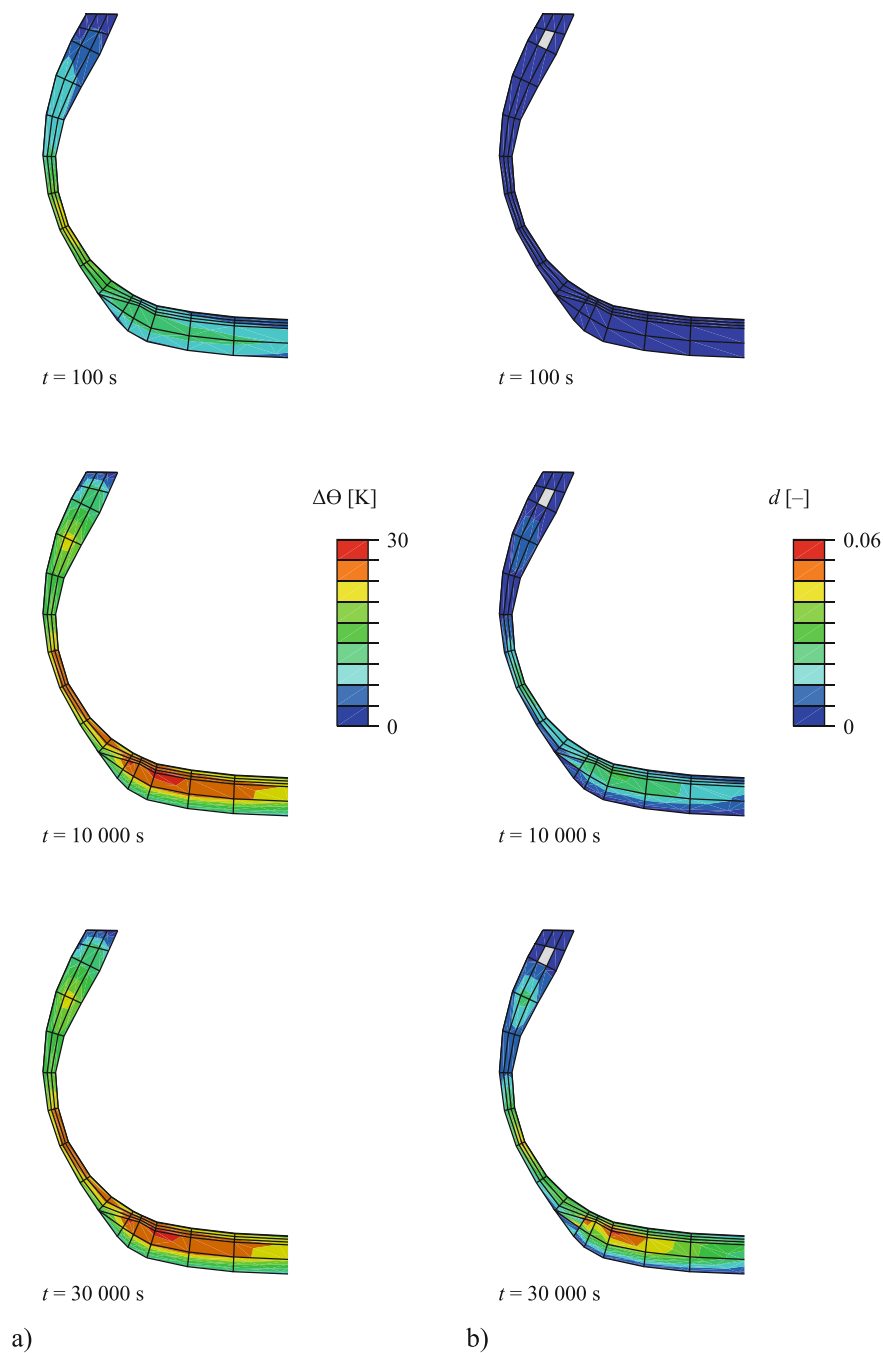 t = 100 s
t = 100 s
ΔΘ [K]
30
0
d [–]
0.06
0
t = 10 000 s
t = 10 000 s
t = 30 000 s
t = 30 000 s
a)
b)